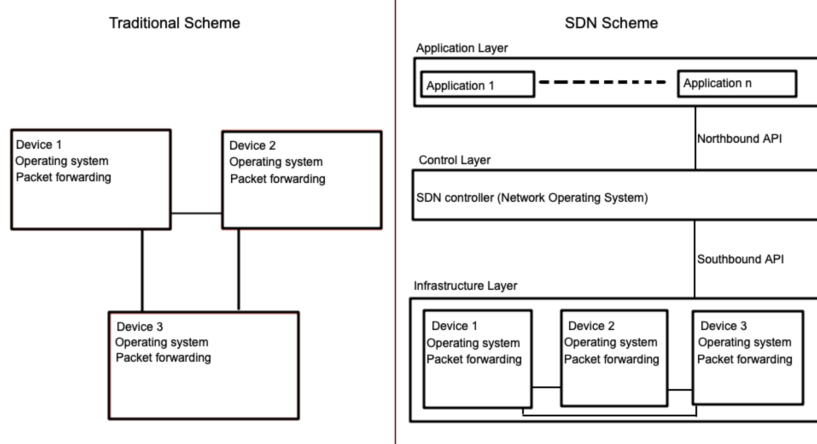 Traditional Scheme
Device 1
Operating system
Packet forwarding
Device 2
Operating system
Packet forwarding
Device 3
Operating system
Packet forwarding
SDN Scheme
Application Layer
Application 1
Application n
Northbound API
Control Layer
SDN controller (Network Operating System)
Southbound API
Infrastructure Layer
Device 1
Operating system
Packet forwarding
Device 2
Operating system
Packet forwarding
Device 3
Operating system
Packet forwarding